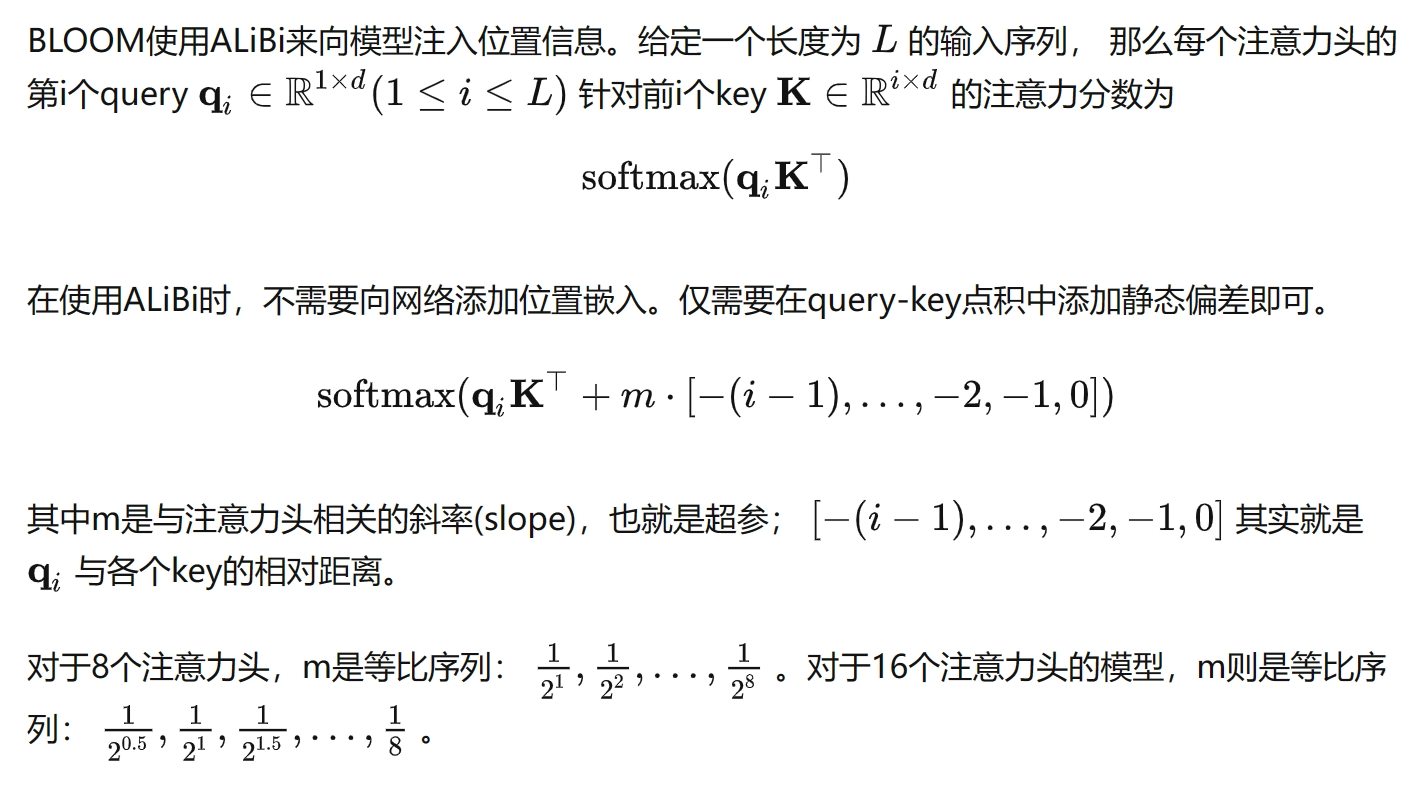 BLOOM使用ALiBi来向模型注入位置信息。给定一个长度为 $L$ 的输入序列， 那么每个注意力头的
第i个query $\mathbf{q}_i \in \mathbb{R}^{1\times d}(1 \leq i \leq L)$ 针对前i个key $\mathbf{K} \in \mathbb{R}^{i\times d}$ 的注意力分数为
$\text{softmax}(\mathbf{q}_i\mathbf{K}^\top)$
在使用ALiBi时，不需要向网络添加位置嵌入。仅需要在query-key点积中添加静态偏差即可。
$\text{softmax}(\mathbf{q}_i\mathbf{K}^\top + m \cdot [-(i-1), \ldots, -2, -1, 0])$
其中m是与注意力头相关的斜率(slope)，也就是超参； $[-(i-1), \ldots, -2, -1, 0]$ 其实就是
$\mathbf{q}_i$ 与各个key的相对距离。
对于8个注意力头，m是等比序列： $\frac{1}{2^1}, \frac{1}{2^2}, \ldots, \frac{1}{2^8}$ 。对于16个注意力头的模型，m则是等比序
列： $\frac{1}{2^{0.5}}, \frac{1}{2^1}, \frac{1}{2^{1.5}}, \ldots, \frac{1}{8}$ 。